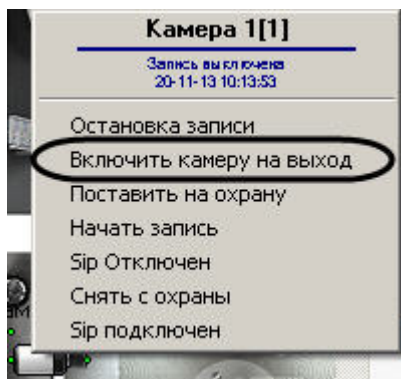 Камера 1[1]
Запись выключена
20-11-13 10:13:53
Остановка записи
Включить камеру на выход
Поставить на охрану
Начать запись
Sip Отключен
Снять с охраны
Sip подключен